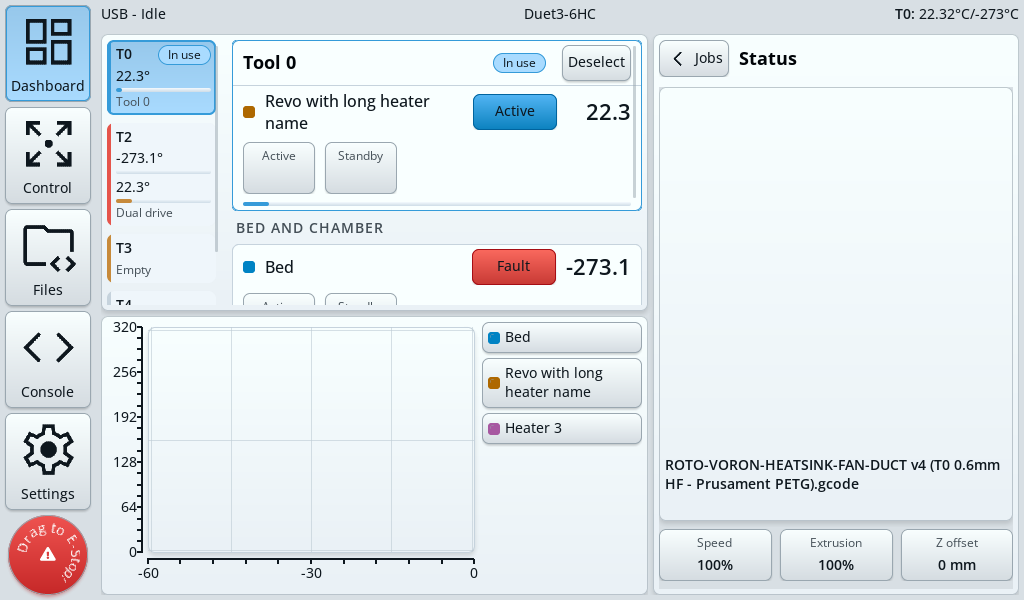 USB - Idle
Duet3-6HC
T0: 22.32°C/-273°C
Dashboard
Control
Files
Console
Settings
Drag to E-Stop!
T0
In use
22.3°
Tool 0
T2
-273.1°
22.3°
Dual drive
T3
Empty
T4
Tool 0
In use
Deselect
Revo with long heater
name
Active
22.3
Active
Standby
BED AND CHAMBER
Bed
Fault
-273.1
Active
Standby
320
256
192
128
64
0
-60
-30
0
Bed
Revo with long
heater name
Heater 3
Jobs
Status
ROTO-VORON-HEATSINK-FAN-DUCT v4 (T0 0.6mm
HF - Prusament PETG).gcode
Speed
100%
Extrusion
100%
Z offset
0 mm